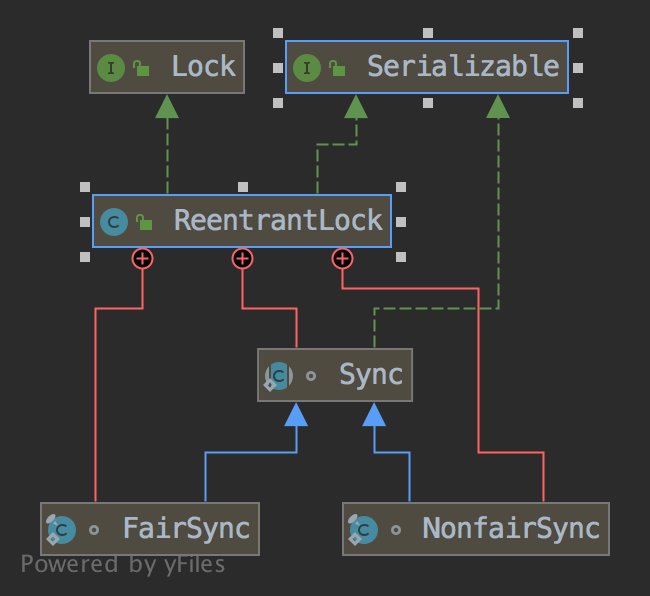 Lock
Serializable
ReentrantLock
Sync
FairSync
NonfairSync
Powered by yFiles